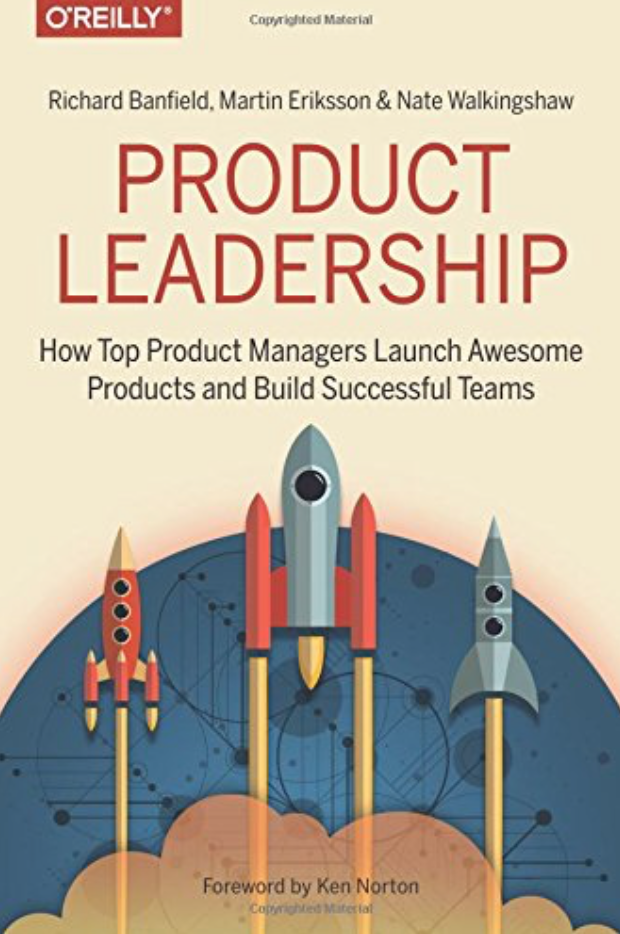 O'REILLY®
Copyrighted Material
Richard Banfield, Martin Eriksson & Nate Walkingshaw
PRODUCT
LEADERSHIP
How Top Product Managers Launch Awesome
Products and Build Successful Teams
Foreword by Ken Norton
Copyrighted Material